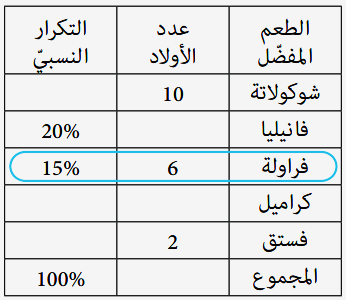 الطعم المفضّل عدد الأولاد التكرار النسبيّ
شوكولاتة 10
فانيليا 20%
فراولة 6 15%
كراميل
فستق 2
المجموع 100%